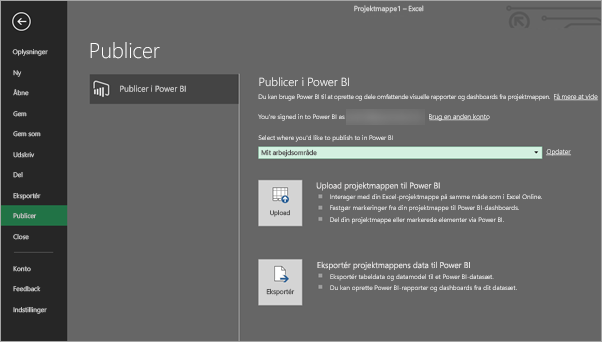 Projektmappe1 – Excel
Oplysninger
Ny
Åbne
Gem
Gem som
Udskriv
Del
Eksportér
Publicer
Close
Konto
Feedback
Indstillinger
Publicer
Publicer i Power BI
Publicer i Power BI
Du kan bruge Power BI til at oprette og dele omfattende visuelle rapporter og dashboards fra projektmappen. Få mere at vide
You're signed in to Power BI as Brug en anden konto
Select where you'd like to publish to in Power BI
Mit arbejdsområde Opdater
Upload
Upload projektmappen til Power BI
Interager med din Excel-projektmappe på samme måde som i Excel Online.
Fastgør markeringer fra din projektmappe til Power BI-dashboards.
Del din projektmappe eller markerede elementer via Power BI.
Eksportér
Eksportér projektmappens data til Power BI
Eksportér tabeldata og datamodel til et Power BI-datasæt.
Du kan oprette Power BI-rapporter og dashboards fra dit datasæt.